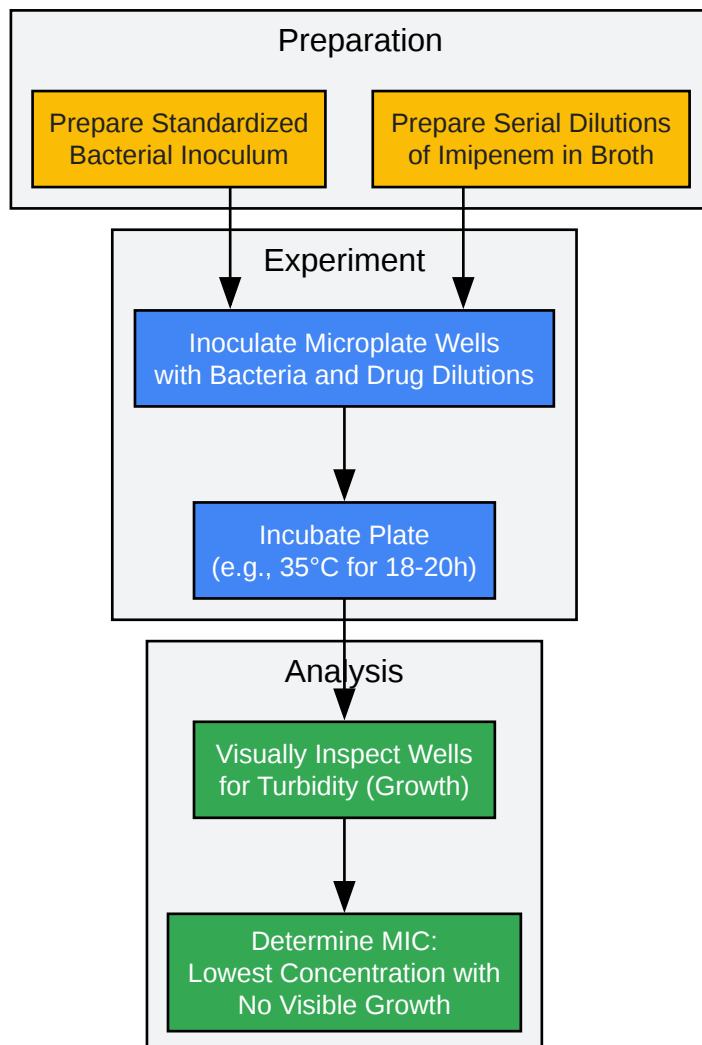 Preparation
Prepare Standardized
Bacterial Inoculum
Prepare Serial Dilutions
of Imipenem in Broth
Experiment
Inoculate Microplate Wells
with Bacteria and Drug Dilutions
Incubate Plate
(e.g., 35°C for 18-20h)
Analysis
Visually Inspect Wells
for Turbidity (Growth)
Determine MIC:
Lowest Concentration with
No Visible Growth